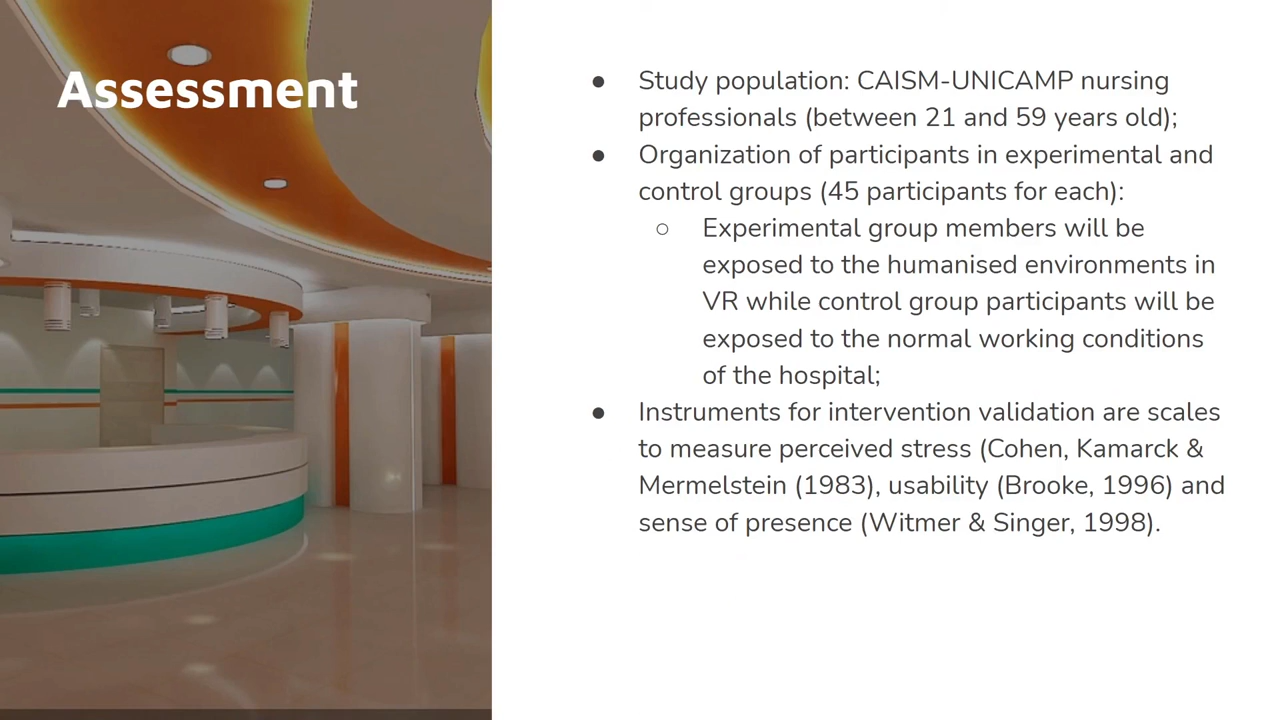 Assessment
● Study population: CAISM-UNICAMP nursing
professionals (between 21 and 59 years old);
● Organization of participants in experimental and
control groups (45 participants for each):
○ Experimental group members will be
exposed to the humanised environments in
VR while control group participants will be
exposed to the normal working conditions
of the hospital;
● Instruments for intervention validation are scales
to measure perceived stress (Cohen, Kamarck &
Mermelstein (1983), usability (Brooke, 1996) and
sense of presence (Witmer & Singer, 1998).